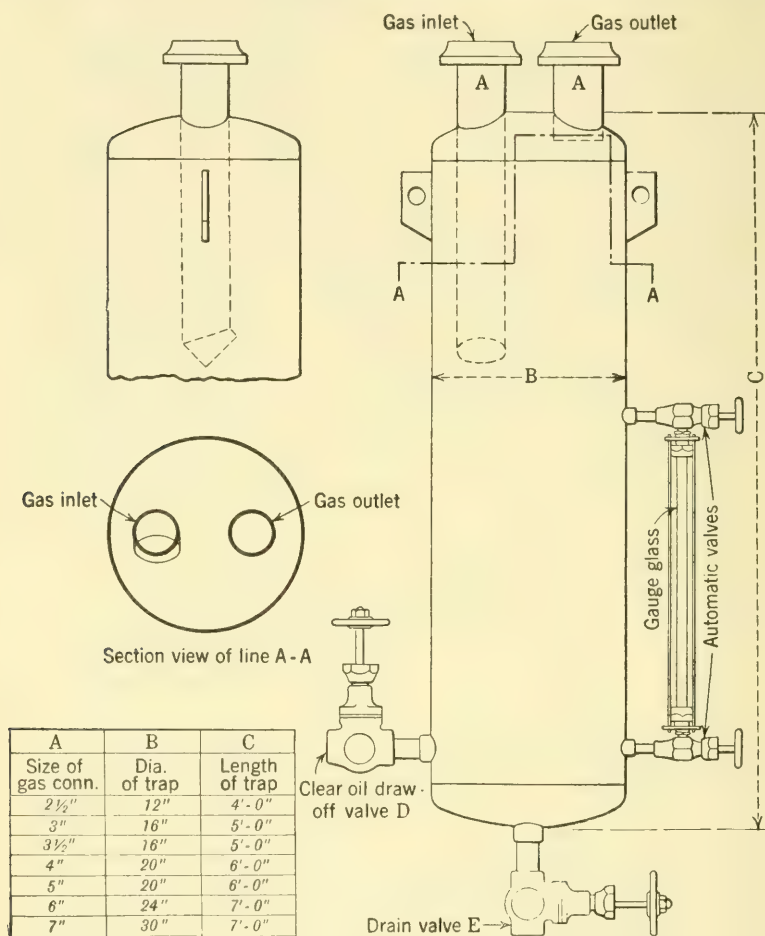 Gas inlet
Gas outlet
A
A
A
A
B
C
Gas inlet
Gas outlet
Section view of line A-A
Gauge glass
Automatic valves
Clear oil draw-
off valve D
Drain valve E
A B C
Size of gas conn. Dia. of trap Length of trap
2½" 12" 4'-0"
3" 16" 5'-0"
3½" 16" 5'-0"
4" 20" 6'-0"
5" 20" 6'-0"
6" 24" 7'-0"
7" 30" 7'-0"